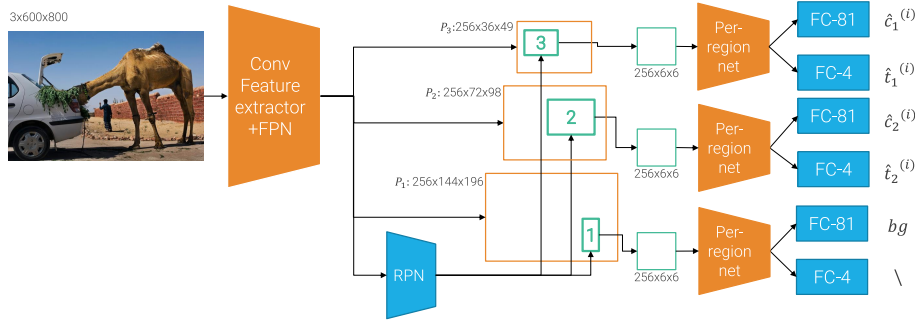 3x600x800
Conv
Feature
extractor
+FPN
RPN
P₃:256x36x49
3
256x6x6
Per-
region
net
FC-81
ĉ₁⁽ⁱ⁾
FC-4
t̂₁⁽ⁱ⁾
P₂: 256x72x98
2
256x6x6
Per-
region
net
FC-81
ĉ₂⁽ⁱ⁾
FC-4
t̂₂⁽ⁱ⁾
P₁: 256x144x196
1
256x6x6
Per-
region
net
FC-81
bg
FC-4
\